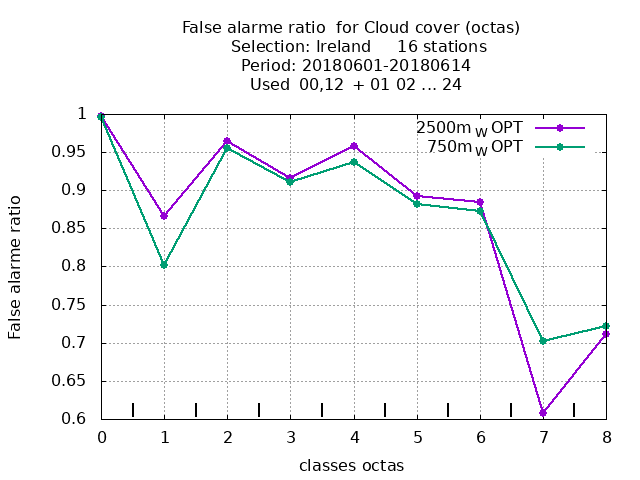 False alarme ratio  for Cloud cover (octas)
Selection: Ireland     16 stations
Period: 20180601-20180614
Used  00,12  + 01 02 ... 24
2500m_W OPT
750m_W OPT
False alarme ratio
1
0.95
0.9
0.85
0.8
0.75
0.7
0.65
0.6
0 1 2 3 4 5 6 7 8
classes octas